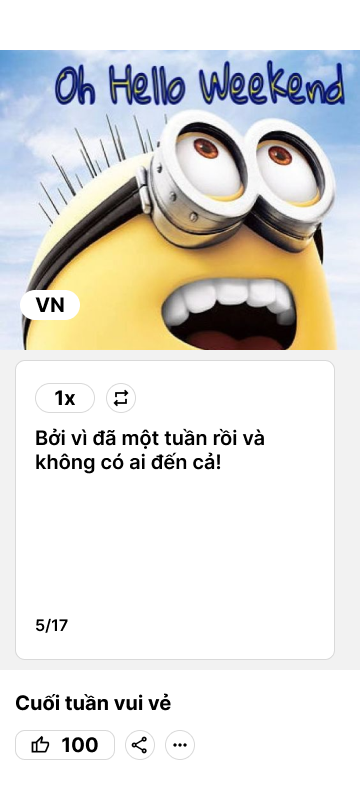 Oh Hello Weekend
VN
1x
Bởi vì đã một tuần rồi và
không có ai đến cả!
5/17
Cuối tuần vui vẻ
100